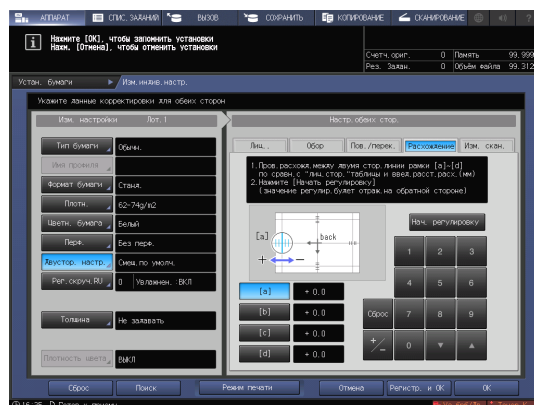 АППАРАТ
СПИС. ЗАДАНИЙ
ВЫЗОВ
СОХРАНИТЬ
КОПИРОВАНИЕ
СКАНИРОВАНИЕ
?
Нажмите [OK], чтобы запомнить установки
Нажм. [Отмена], чтобы отменить установки
Счетч.ориг. 0 Память 99.999
Рез. Задан. 0 Объём файла 99.312
Устан. бумаги
Изм.индив.настр.
Укажите данные корректировки для обеих сторон
Изм. настройки Лот.1
Настр.обеих стор.
Тип бумаги
Обычн.
Имя профиля
Формат бумаги
Станд.
Плотн.
62-74g/m2
Цветн. бумага
Белый
Перф.
Без перф.
Двустор. настр.
Смещ.по умолч.
Рег.скруч.RU
0 Увлажнен. :ВКЛ
Толщина
Не задавать
Плотность цвета
ВЫКЛ
Лиц..
Обор
Пов./перек.
Расхождение
Изм. скан.
1.Пров.расхожд.между двумя стор.линии рамки [a]~[d]
по сравн.с "лиц.стор."таблицы и введ.расст.расх.(мм)
2.Нажмите [Начать регулировку]
(значение регулир.будет отраж.на обратной стороне)
[a]
back
+ -
Нач. регулировку
[a] + 0.0
[b] + 0.0
[c] + 0.0
[d] + 0.0
1 2 3
4 5 6
Сброс 7 8 9
+/- 0 ▼ ▲
Сброс
Поиск
Режим печати
Отмена
Регистр. и OK
OK